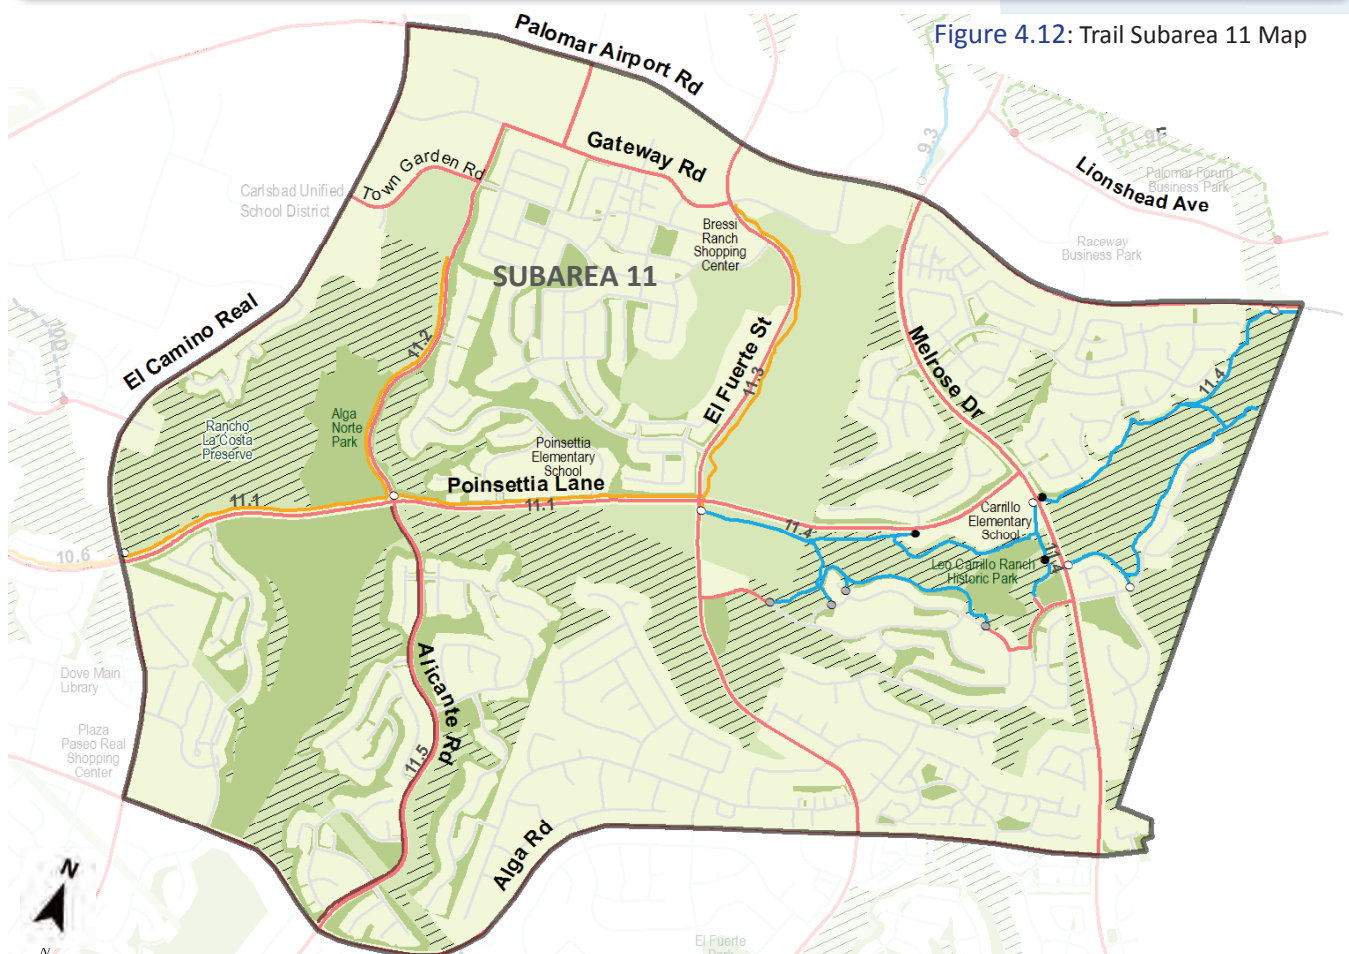 Figure 4.12: Trail Subarea 11 Map
Palomar Airport Rd
Gateway Rd
Town Garden Rd
Carlsbad Unified
School District
9.3
Lionshead Ave
Palomar Forum
Business Park
Raceway
Business Park
Bressi
Ranch
Shopping
Center
SUBAREA 11
El Camino Real
11.2
El Fuerte St
11.3
Melrose Dr
11.4
Rancho
La Costa
Preserve
Alga
Norte
Park
Poinsettia
Elementary
School
Poinsettia Lane
11.1
11.1
11.4
Carrillo
Elementary
School
11.4
Leo Carrillo Ranch
Historic Park
10.6
Dove Main
Library
Plaza
Paseo Real
Shopping
Center
Alicante Rd
11.5
Alga Rd
El Fuerte
N
N